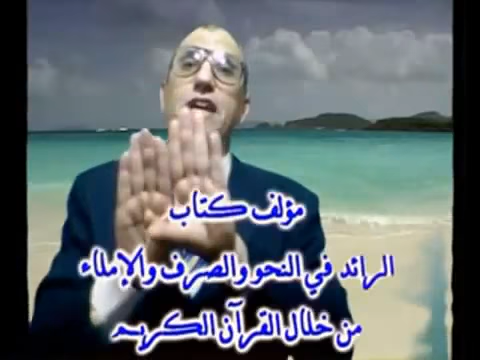 مؤلف كتاب
الرائد في النحو والصرف والإملاء
من خلال القرآن الكريم